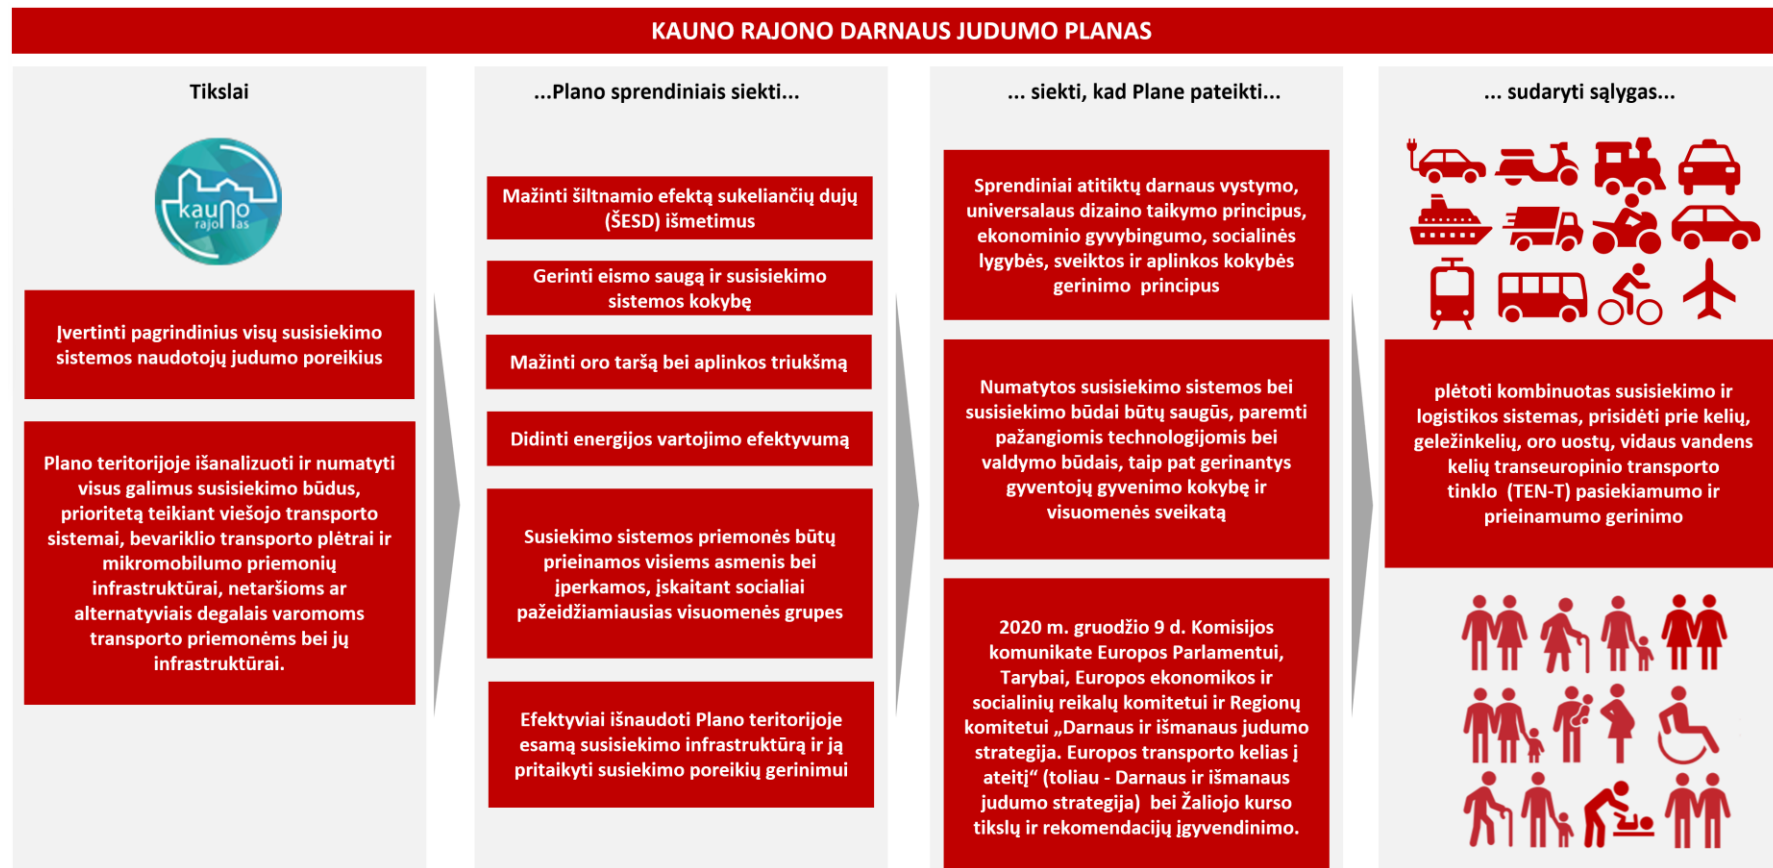 KAUNO RAJONO DARNAUS JUDUMO PLANAS
Tikslai
kauno
rajonas
Įvertinti pagrindinius visų susisiekimo
sistemos naudotojų judumo poreikius
Plano teritorijoje išanalizuoti ir numatyti
visus galimus susisiekimo būdus,
prioritetą teikiant viešojo transporto
sistemai, bevariklio transporto plėtrai ir
mikromobilumo priemonių
infrastruktūrai, netaršioms ar
alternatyviais degalais varomoms
transporto priemonėms bei jų
infrastruktūrai.
...Plano sprendiniais siekti...
Mažinti šiltnamio efektą sukeliančių dujų
(ŠESD) išmetimus
Gerinti eismo saugą ir susisiekimo
sistemos kokybę
Mažinti oro taršą bei aplinkos triukšmą
Didinti energijos vartojimo efektyvumą
Susiekimo sistemos priemonės būtų
prieinamos visiems asmenis bei
įperkamos, įskaitant socialiai
pažeidžiamiausias visuomenės grupes
Efektyviai išnaudoti Plano teritorijoje
esamą susisiekimo infrastruktūrą ir ją
pritaikyti susiekimo poreikių gerinimui
... siekti, kad Plane pateikti...
Sprendiniai atitiktų darnaus vystymo,
universalaus dizaino taikymo principus,
ekonominio gyvybingumo, socialinės
lygybės, sveiktos ir aplinkos kokybės
gerinimo principus
Numatytos susisiekimo sistemos bei
susisiekimo būdai būtų saugūs, paremti
pažangiomis technologijomis bei
valdymo būdais, taip pat gerinantys
gyventojų gyvenimo kokybę ir
visuomenės sveikatą
2020 m. gruodžio 9 d. Komisijos
komunikate Europos Parlamentui,
Tarybai, Europos ekonomikos ir
socialinių reikalų komitetui ir Regionų
komitetui „Darnaus ir išmanaus judumo
strategija. Europos transporto kelias į
ateitį“ (toliau - Darnaus ir išmanaus
judumo strategija) bei Žaliojo kurso
tikslų ir rekomendacijų įgyvendinimo.
... sudaryti sąlygas...
plėtoti kombinuotas susisiekimo ir
logistikos sistemas, prisidėti prie kelių,
geležinkelių, oro uostų, vidaus vandens
kelių transeuropinio transporto
tinklo (TEN-T) pasiekiamumo ir
prieinamumo gerinimo